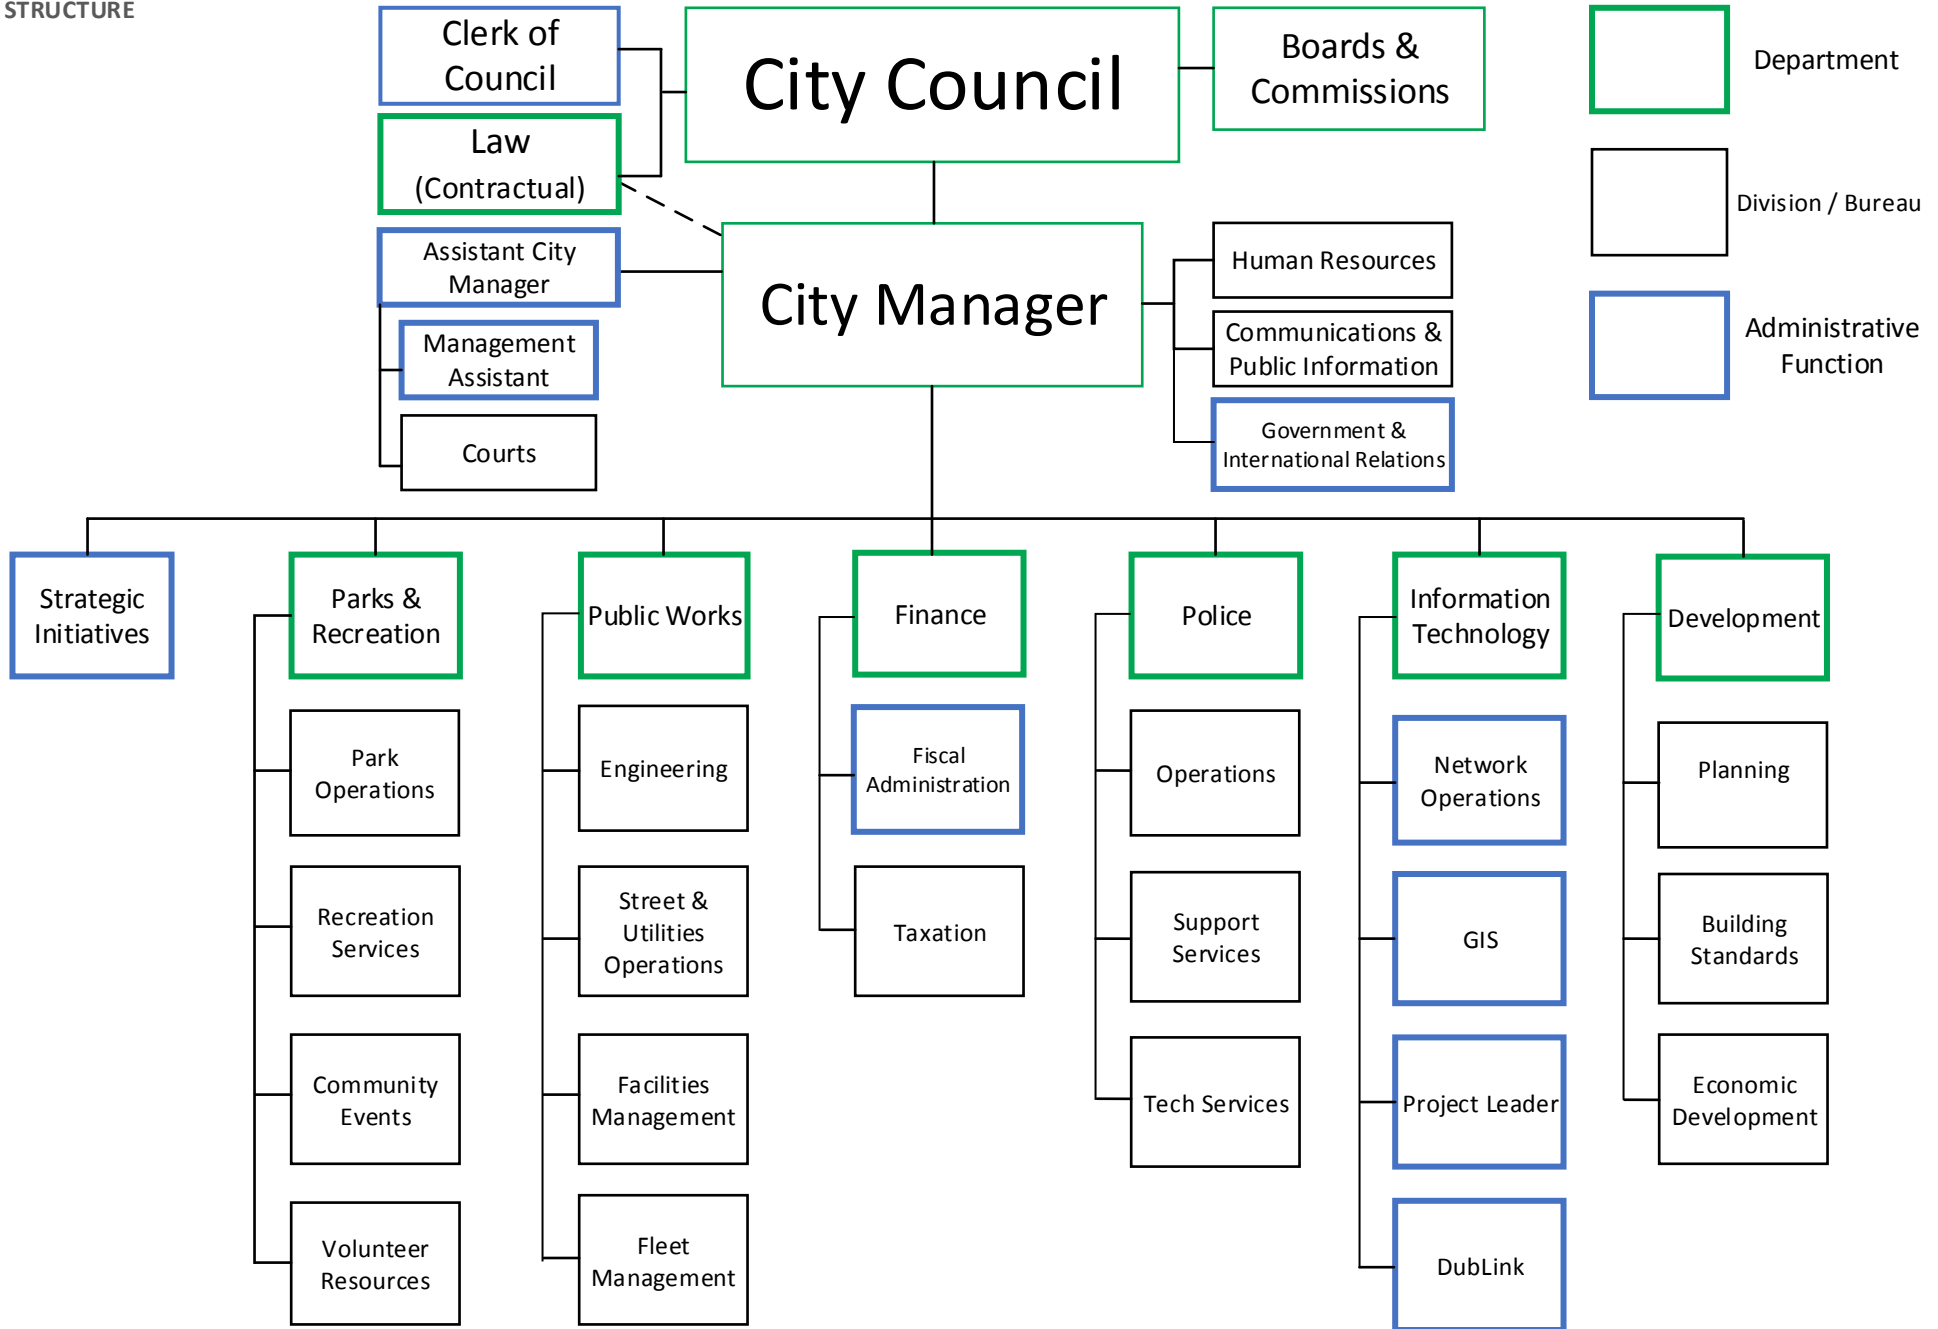 STRUCTURE
Clerk of
Council
City Council
Boards &
Commissions
Department
Law
(Contractual)
Division / Bureau
Assistant City
Manager
City Manager
Human Resources
Communications &
Public Information
Administrative
Function
Management
Assistant
Courts
Government &
International Relations
Strategic
Initiatives
Parks &
Recreation
Public Works
Finance
Police
Information
Technology
Development
Park
Operations
Engineering
Fiscal
Administration
Operations
Network
Operations
Planning
Recreation
Services
Street &
Utilities
Operations
Taxation
Support
Services
GIS
Building
Standards
Community
Events
Facilities
Management
Tech Services
Project Leader
Economic
Development
Volunteer
Resources
Fleet
Management
DubLink